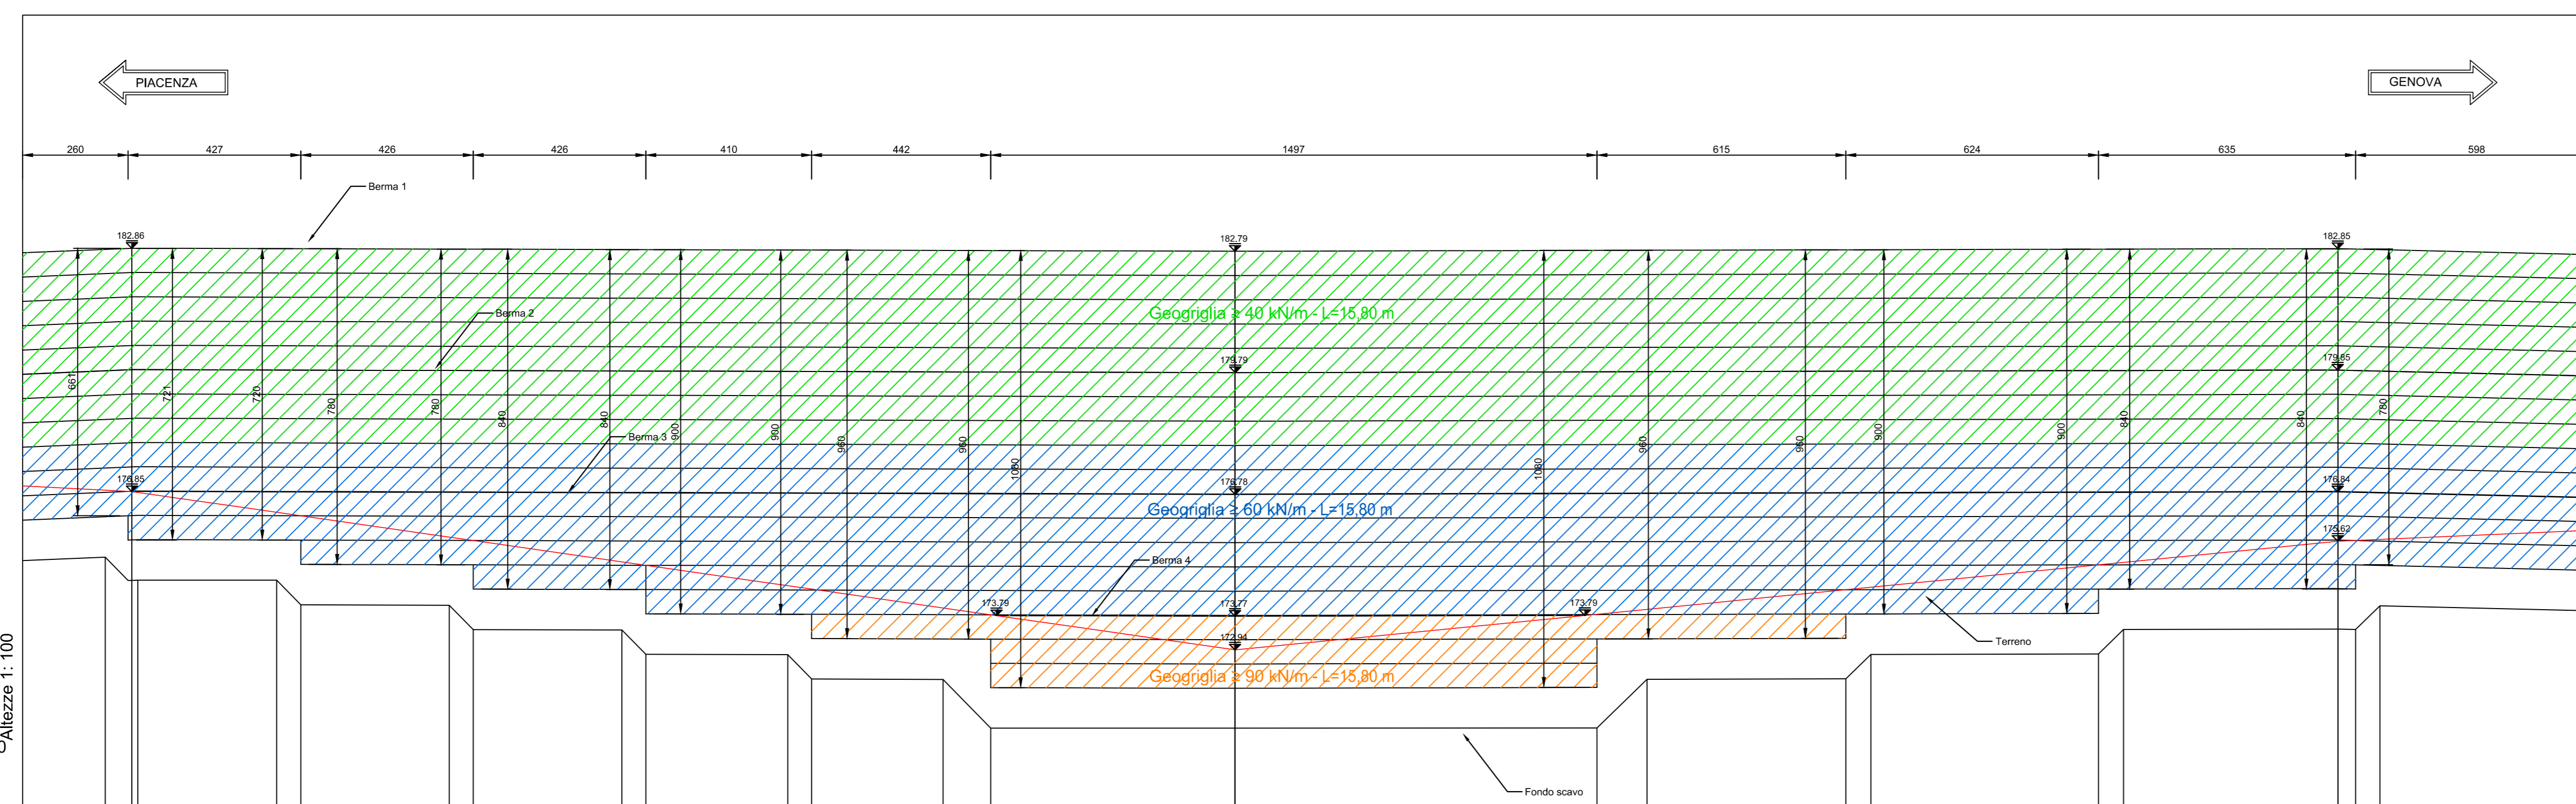 PIACENZA
GENOVA
260 427 426 426 410 442 1497 615 624 635 598
Berma 1
182.86 182.79 182.85
Geogriglia ≥ 40 kN/m - L=15,80 m
Berma 2
179.79 179.85
661 721 720 780 780 840 840 900 900 960 960 1080 1080 960 960 900 900 840 840 780
Berma 3
176.85 176.78 176.84
Geogriglia ≥ 60 kN/m - L=15,80 m
175.62
Berma 4
173.79 173.77 173.79
172.94
Terreno
Geogriglia ≥ 90 kN/m - L=15,80 m
Altezze 1: 100
Fondo scavo